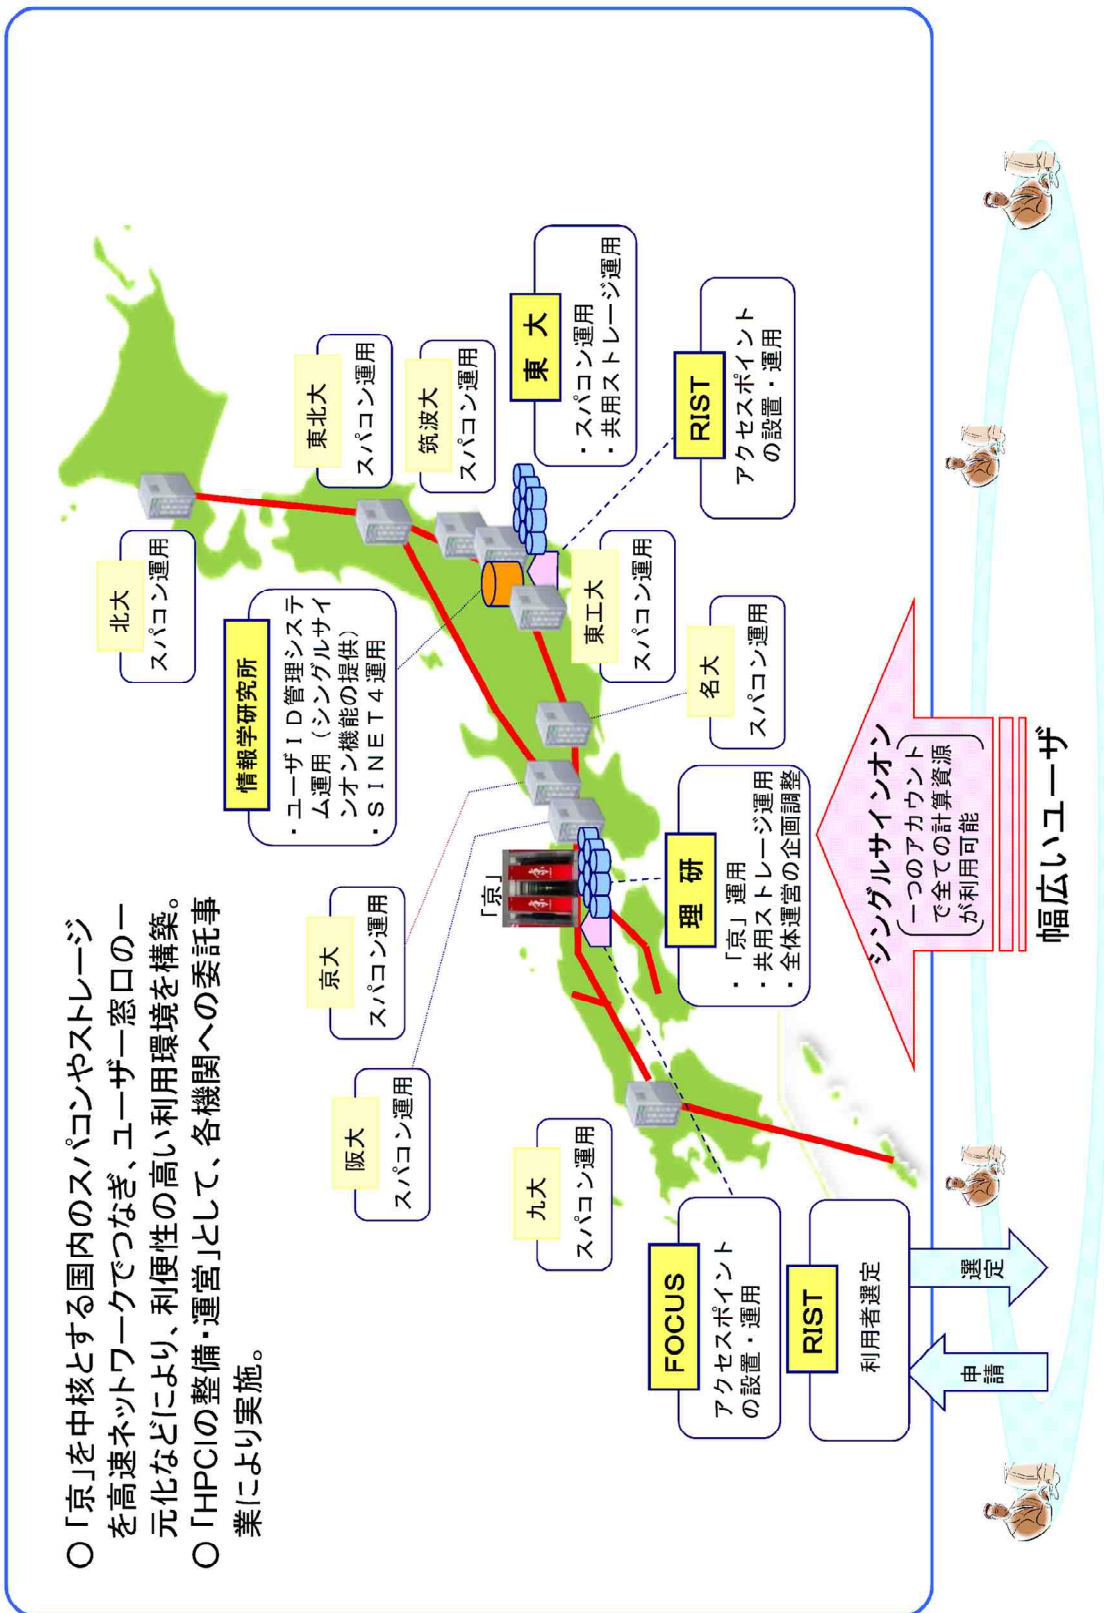 ○ 「京」を中核とする国内のスパコンやストレージ
を高速ネットワークでつなぎ、ユーザー窓口の一
元化などにより、利便性の高い利用環境を構築。
○ 「HPCIの整備・運営」として、各機関への委託事
業により実施。
北大
スパコン運用
東北大
スパコン運用
筑波大
スパコン運用
東 大
・スパコン運用
・共用ストレージ運用
RIST
アクセスポイント
の設置・運用
情報学研究所
・ユーザID管理システ
ム運用（シングルサイ
ンオン機能の提供）
・SINET4運用
東工大
スパコン運用
名大
スパコン運用
京大
スパコン運用
阪大
スパコン運用
「京」
京
理 研
・「京」運用
・共用ストレージ運用
・全体運営の企画調整
九大
スパコン運用
FOCUS
アクセスポイント
の設置・運用
RIST
利用者選定
申請
選定
シングルサインオン
一つのアカウント
で全ての計算資源
が利用可能
幅広いユーザ